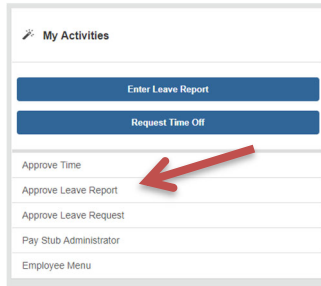 My Activities
Enter Leave Report
Request Time Off
Approve Time
Approve Leave Report
Approve Leave Request
Pay Stub Administrator
Employee Menu